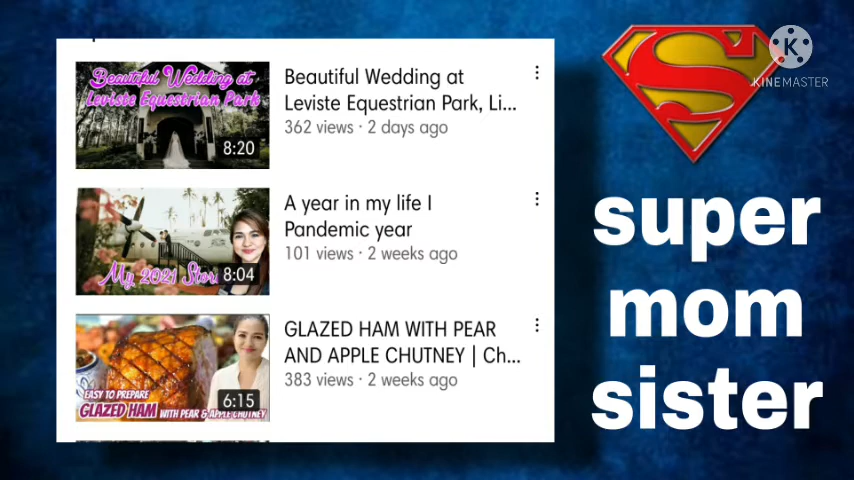 Beautiful Wedding at
Leviste Equestrian Park
8:20
Beautiful Wedding at
Leviste Equestrian Park, Li...
362 views · 2 days ago
My 2021 Stor
8:04
A year in my life I
Pandemic year
101 views · 2 weeks ago
EASY TO PREPARE
GLAZED HAM WITH PEAR & APPLE CHUTNEY
6:15
GLAZED HAM WITH PEAR
AND APPLE CHUTNEY | Ch...
383 views · 2 weeks ago
S
K
KINEMASTER
super
mom
sister